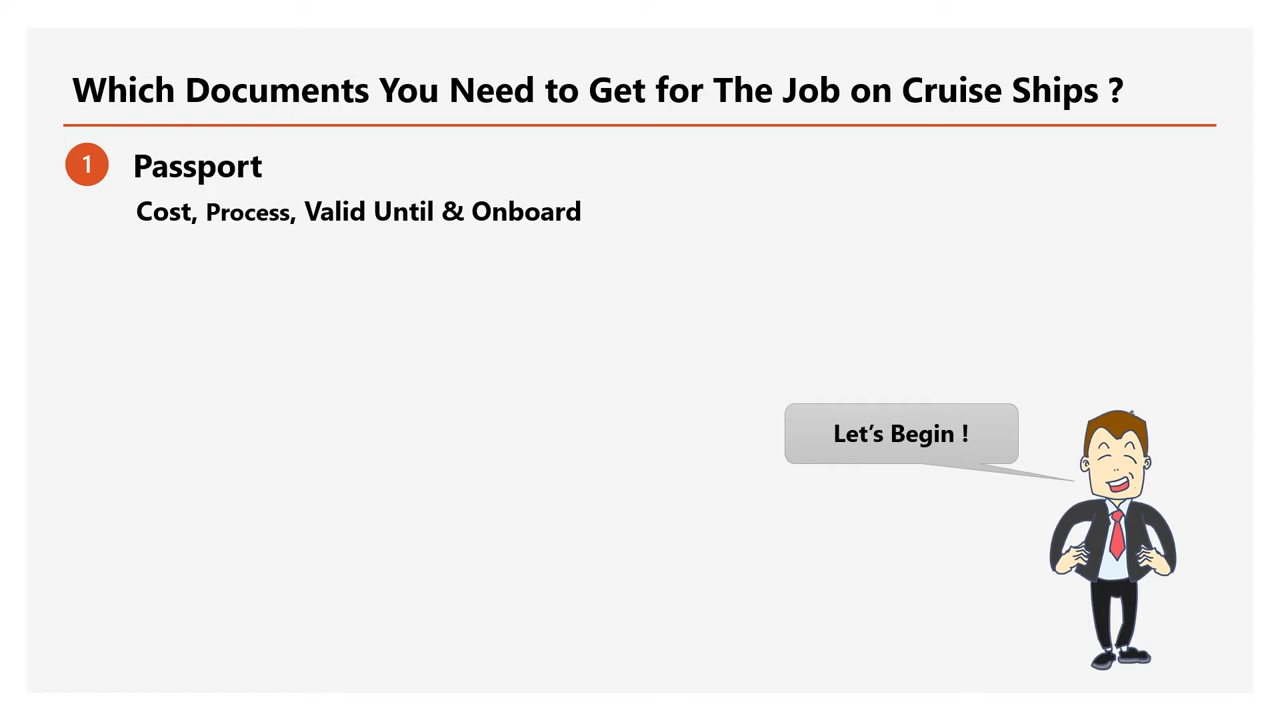 Which Documents You Need to Get for The Job on Cruise Ships ?
1 Passport
Cost, Process, Valid Until & Onboard
Let's Begin !